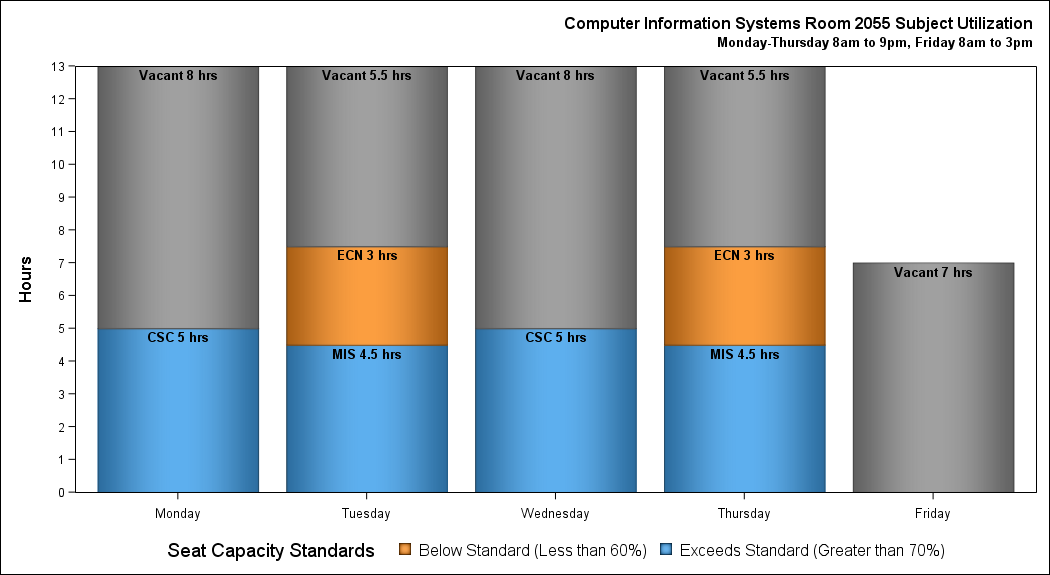 Computer Information Systems Room 2055 Subject Utilization
Monday-Thursday 8am to 9pm, Friday 8am to 3pm
Hours
13
12
11
10
9
8
7
6
5
4
3
2
1
0
Vacant 8 hrs
CSC 5 hrs
Vacant 5.5 hrs
ECN 3 hrs
MIS 4.5 hrs
Vacant 8 hrs
CSC 5 hrs
Vacant 5.5 hrs
ECN 3 hrs
MIS 4.5 hrs
Vacant 7 hrs
Monday Tuesday Wednesday Thursday Friday
Seat Capacity Standards Below Standard (Less than 60%) Exceeds Standard (Greater than 70%)